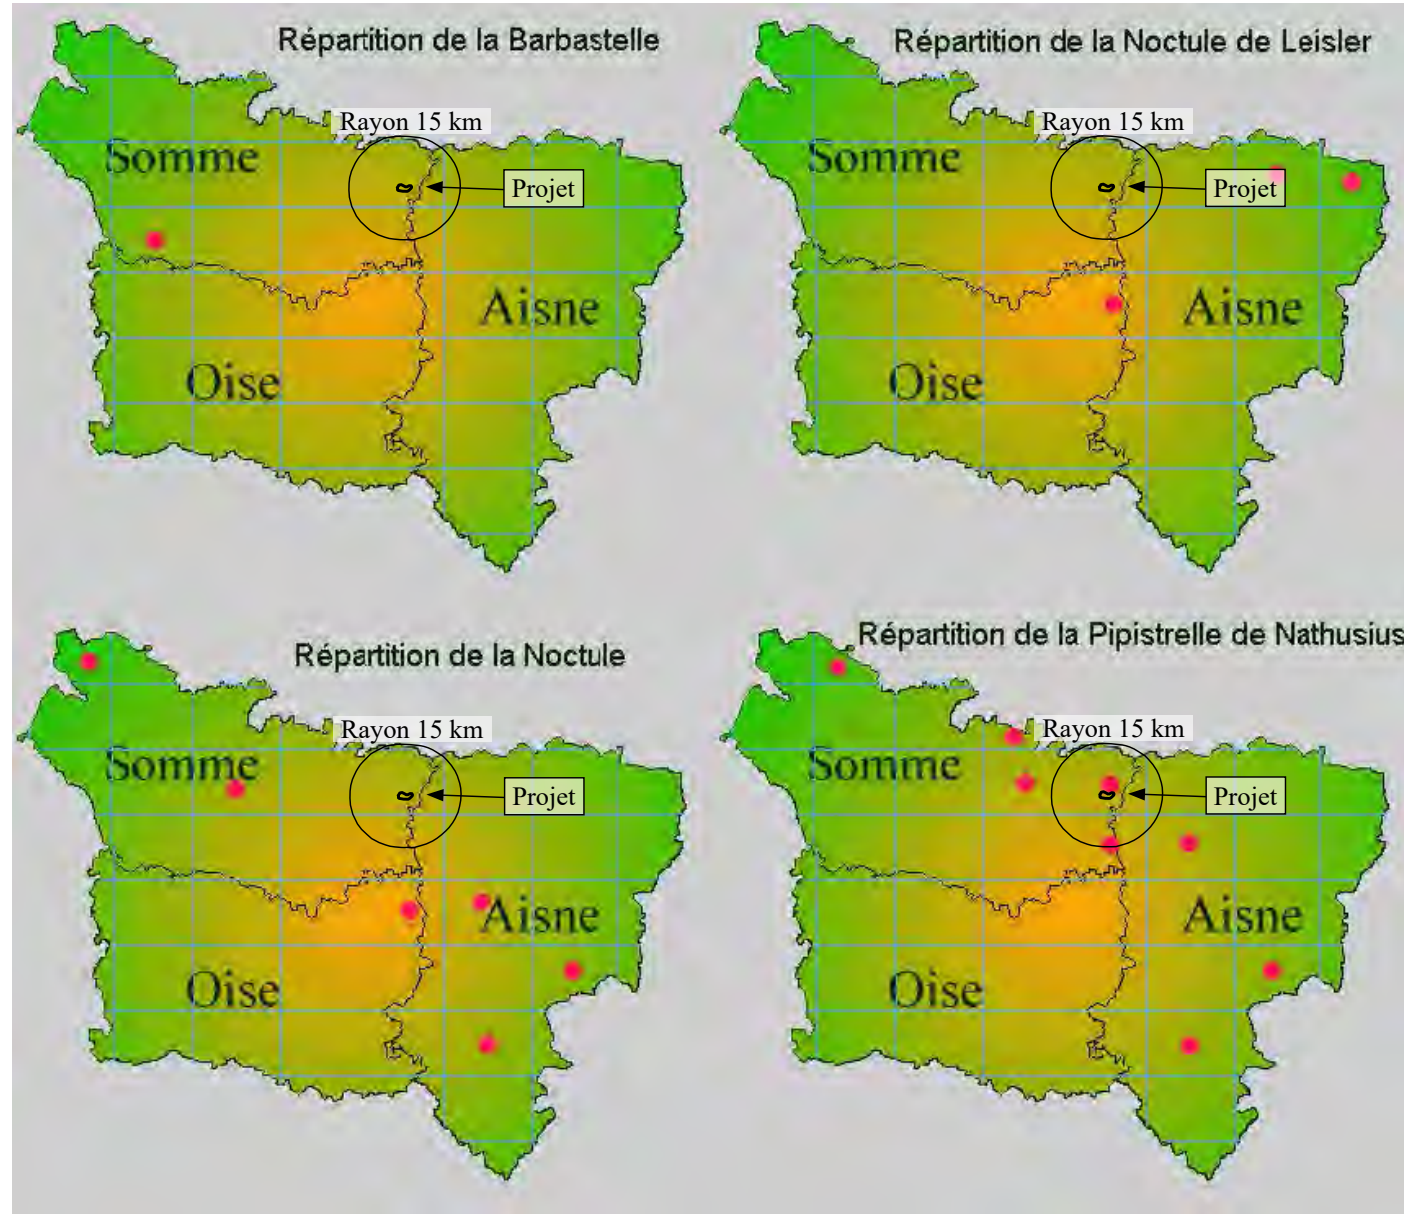 Répartition de la Barbastelle
Rayon 15 km
Somme
Projet
Aisne
Oise
Répartition de la Noctule de Leisler
Rayon 15 km
Somme
Projet
Aisne
Oise
Répartition de la Noctule
Rayon 15 km
Somme
Projet
Aisne
Oise
Répartition de la Pipistrelle de Nathusius
Rayon 15 km
Somme
Projet
Aisne
Oise